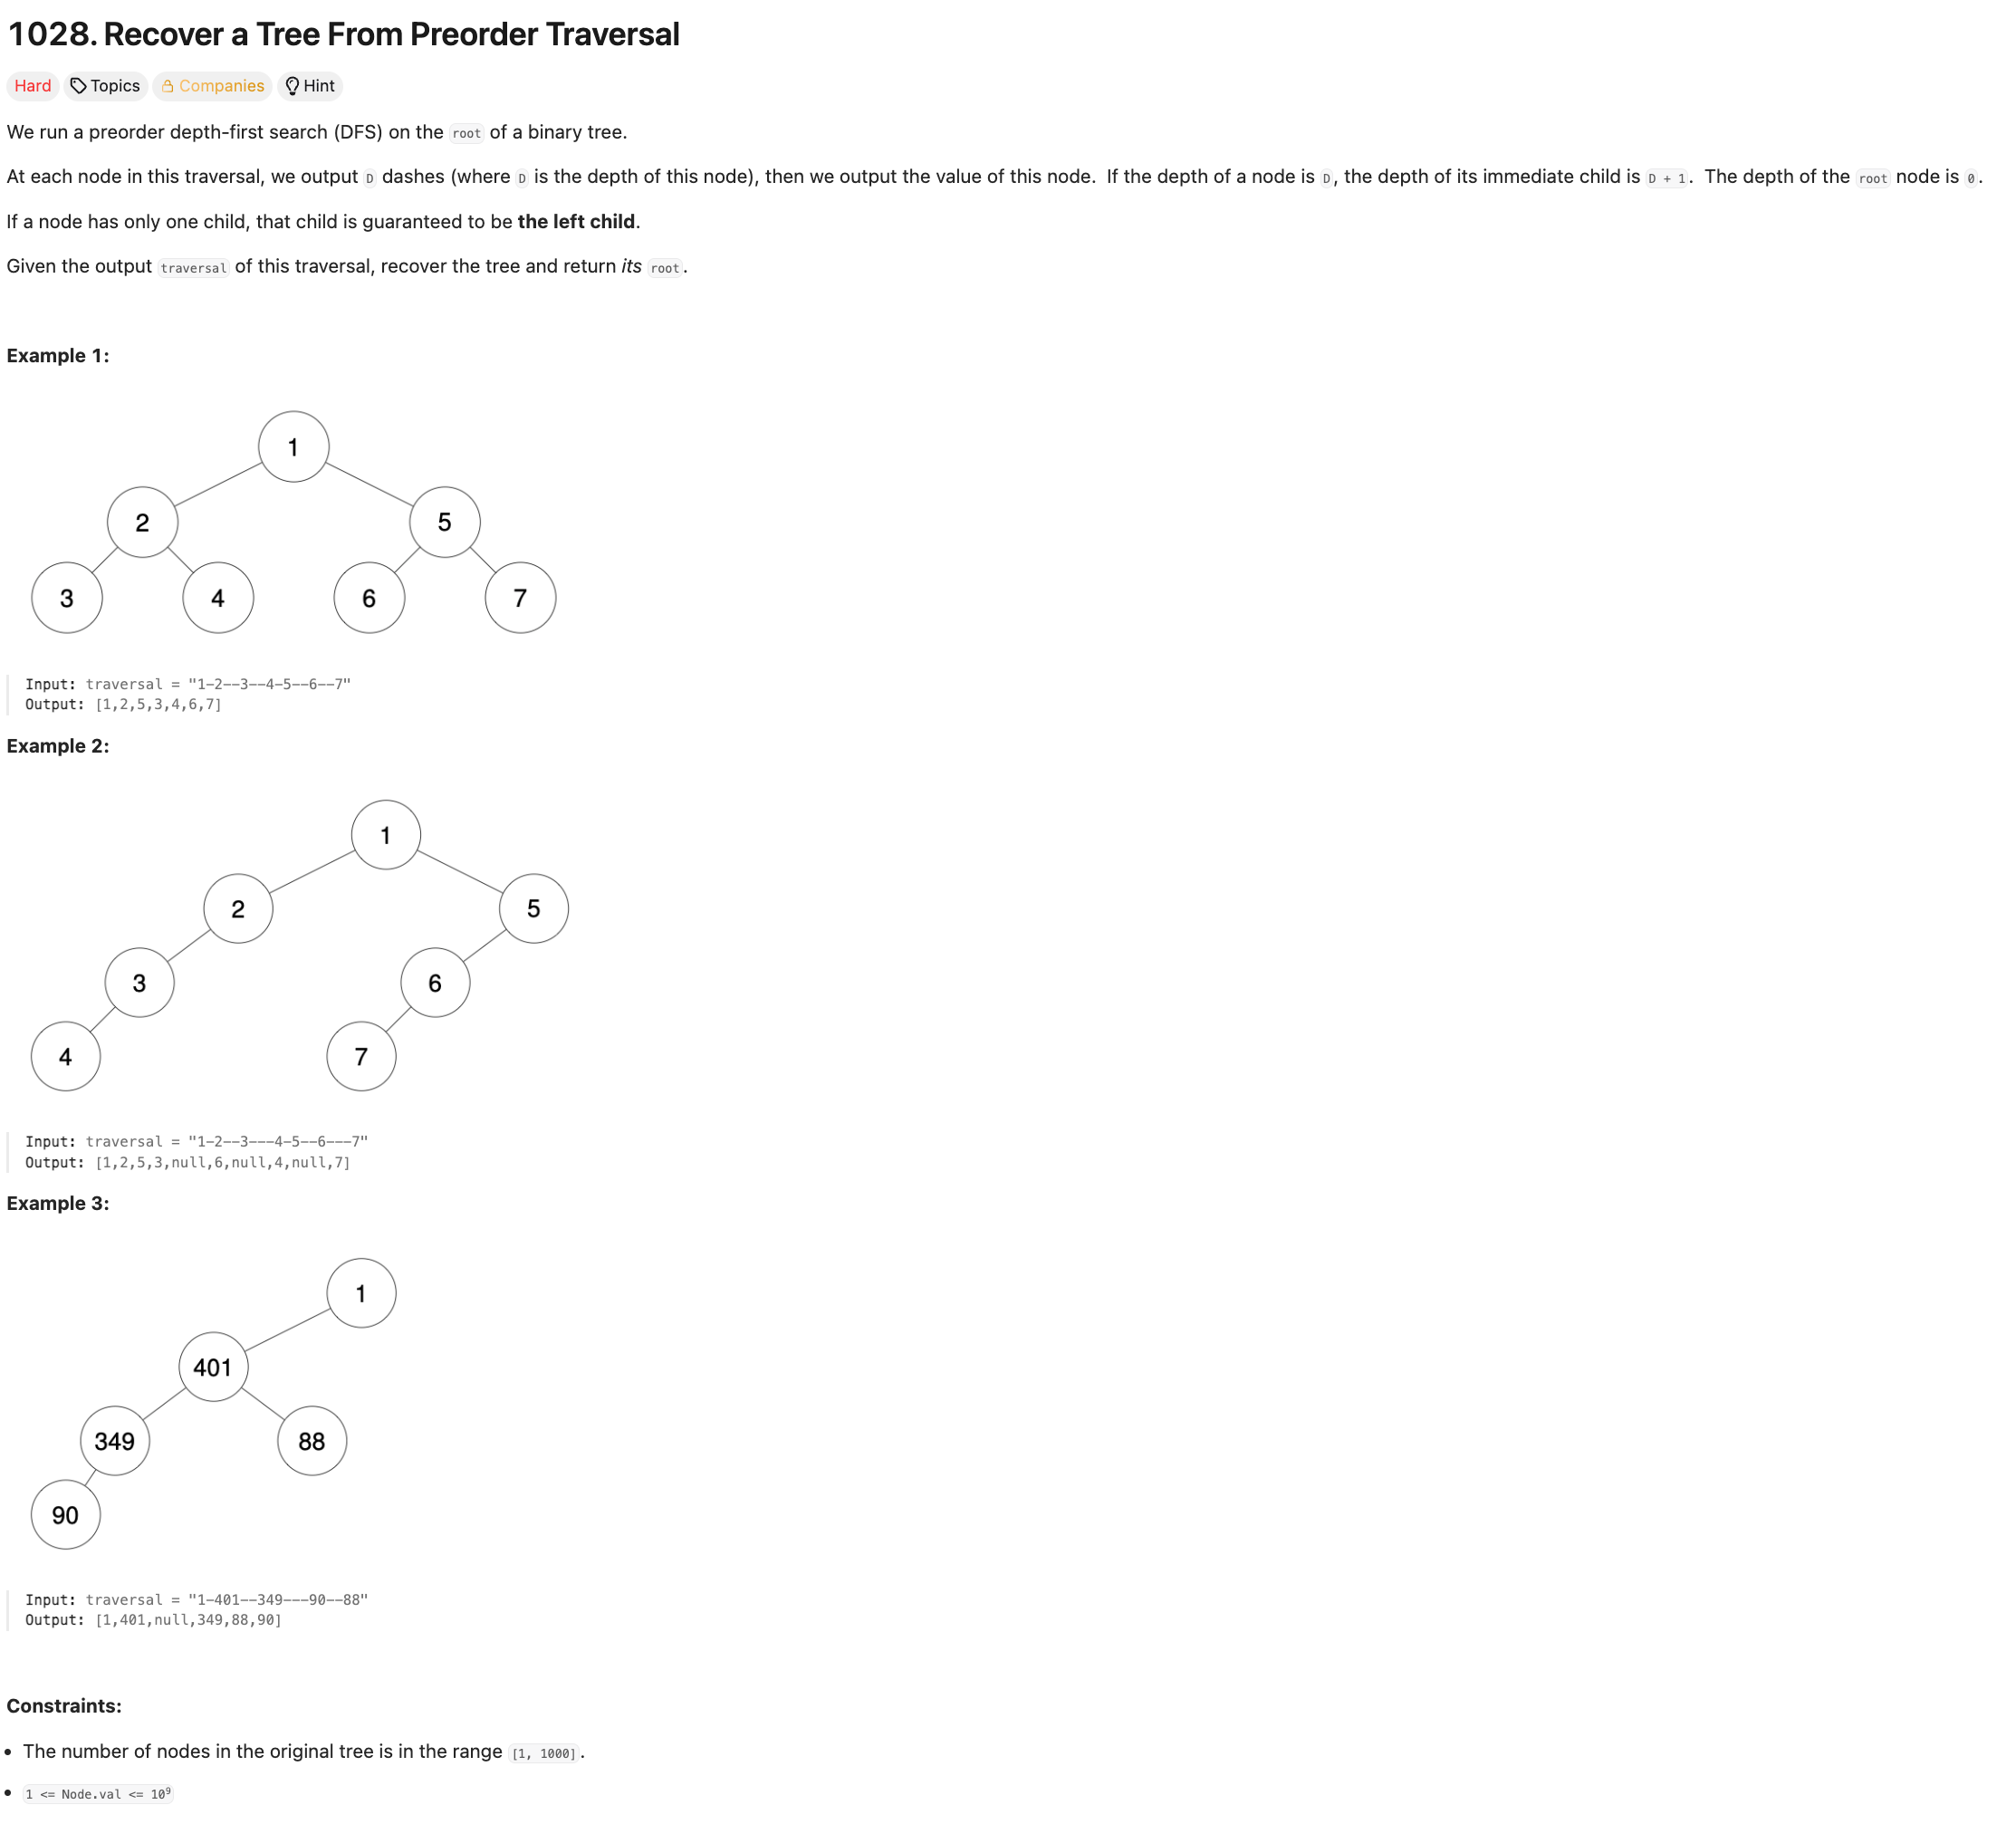 1028. Recover a Tree From Preorder Traversal
Hard Topics Companies Hint
We run a preorder depth-first search (DFS) on the root of a binary tree.
At each node in this traversal, we output D dashes (where D is the depth of this node), then we output the value of this node. If the depth of a node is D, the depth of its immediate child is D + 1. The depth of the root node is 0.
If a node has only one child, that child is guaranteed to be the left child.
Given the output traversal of this traversal, recover the tree and return its root.
Example 1:
1
2 5
3 4 6 7
Input: traversal = "1-2--3--4-5--6--7"
Output: [1,2,5,3,4,6,7]
Example 2:
1
2 5
3 6
4 7
Input: traversal = "1-2--3---4-5--6---7"
Output: [1,2,5,3,null,6,null,4,null,7]
Example 3:
1
401
349 88
90
Input: traversal = "1-401--349---90--88"
Output: [1,401,null,349,88,90]
Constraints:
• The number of nodes in the original tree is in the range [1, 1000].
• 1 <= Node.val <= 10⁹